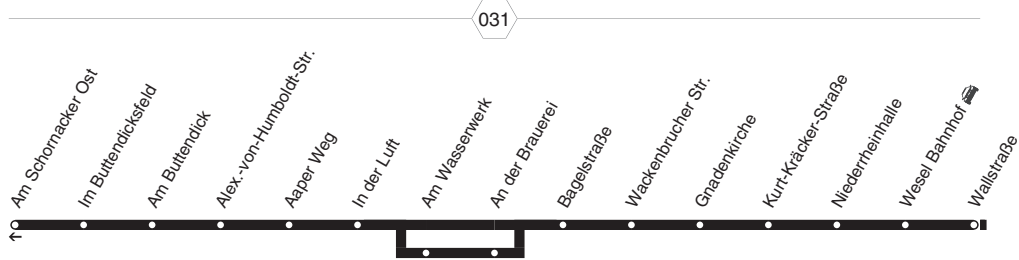 031
Am Schornacker Ost
Im Buttendicksfeld
Am Buttendick
Alex.-von-Humboldt-Str.
Aaper Weg
In der Luft
Am Wasserwerk
An der Brauerei
Bagelstraße
Wackenbrucher Str.
Gnadenkirche
Kurt-Kräcker-Straße
Niederrheinhalle
Wesel Bahnhof
Wallstraße